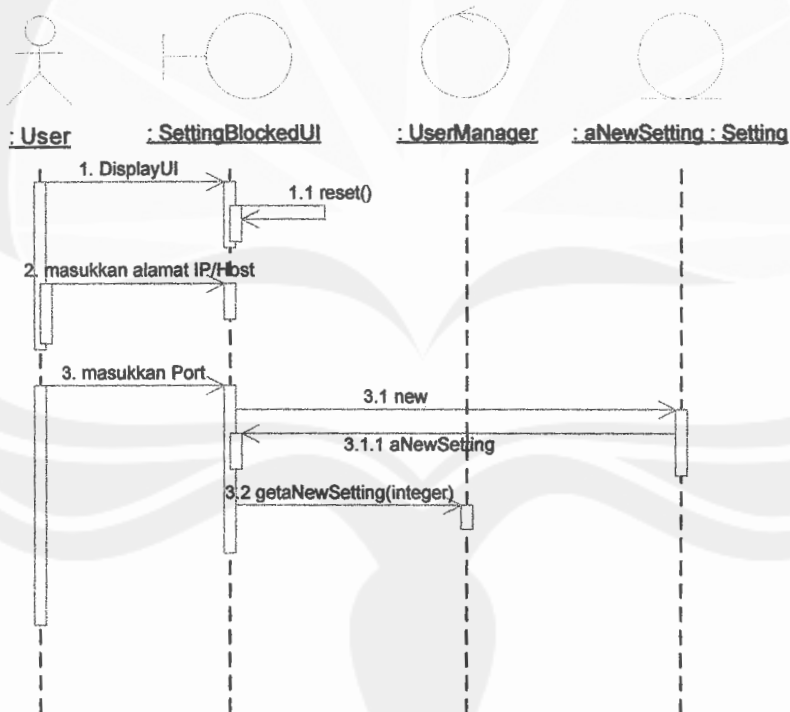 : User
: SettingBlockedUI
: UserManager
: aNewSetting : Setting
1. DisplayUI
1.1 reset()
2. masukkan alamat IP/Host
3. masukkan Port
3.1 new
3.1.1 aNewSetting
3.2 getaNewSetting(integer)